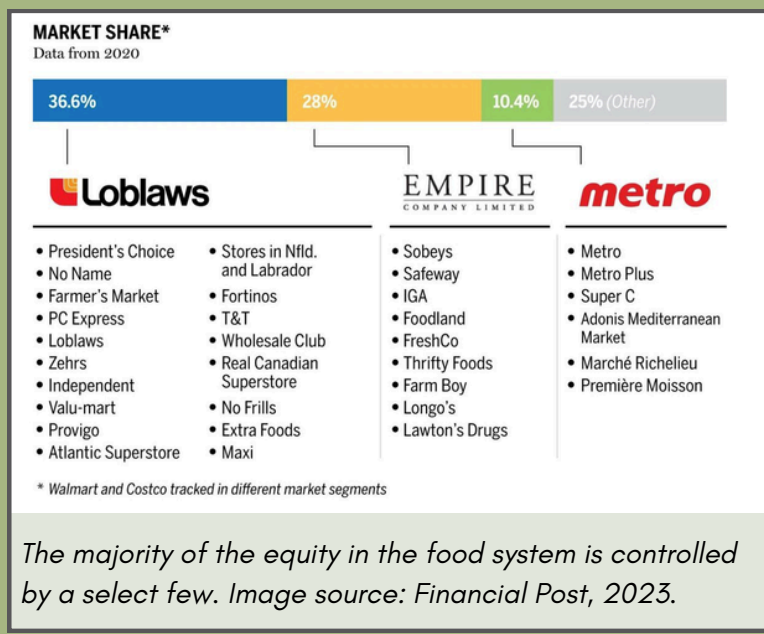 MARKET SHARE*
Data from 2020
36.6%
28%
10.4%
25% (Other)
Loblaws
EMPIRE
COMPANY LIMITED
metro
• President's Choice
• No Name
• Farmer's Market
• PC Express
• Loblaws
• Zehrs
• Independent
• Valu-mart
• Provigo
• Atlantic Superstore
• Stores in Nfld.
and Labrador
• Fortinos
• T&T
• Wholesale Club
• Real Canadian
Superstore
• No Frills
• Extra Foods
• Maxi
• Sobeys
• Safeway
• IGA
• Foodland
• FreshCo
• Thrifty Foods
• Farm Boy
• Longo's
• Lawton's Drugs
• Metro
• Metro Plus
• Super C
• Adonis Mediterranean
Market
• Marché Richelieu
• Première Moisson
* Walmart and Costco tracked in different market segments
The majority of the equity in the food system is controlled
by a select few. Image source: Financial Post, 2023.